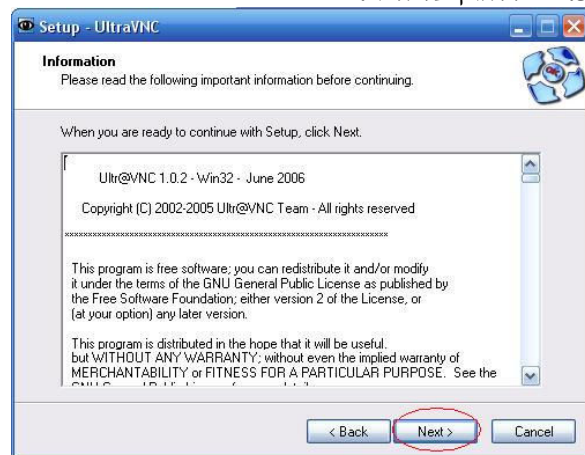 Setup - UltraVNC
Information
Please read the following important information before continuing.
When you are ready to continue with Setup, click Next.
Ultr@VNC 1.0.2 - Win32 - June 2006
Copyright (C) 2002-2005 Ultr@VNC Team - All rights reserved
This program is free software; you can redistribute it and/or modify
it under the terms of the GNU General Public License as published by
the Free Software Foundation; either version 2 of the License, or
(at your option) any later version.
This program is distributed in the hope that it will be useful.
but WITHOUT ANY WARRANTY; without even the implied warranty of
MERCHANTABILITY or FITNESS FOR A PARTICULAR PURPOSE. See the
< Back
Next >
Cancel